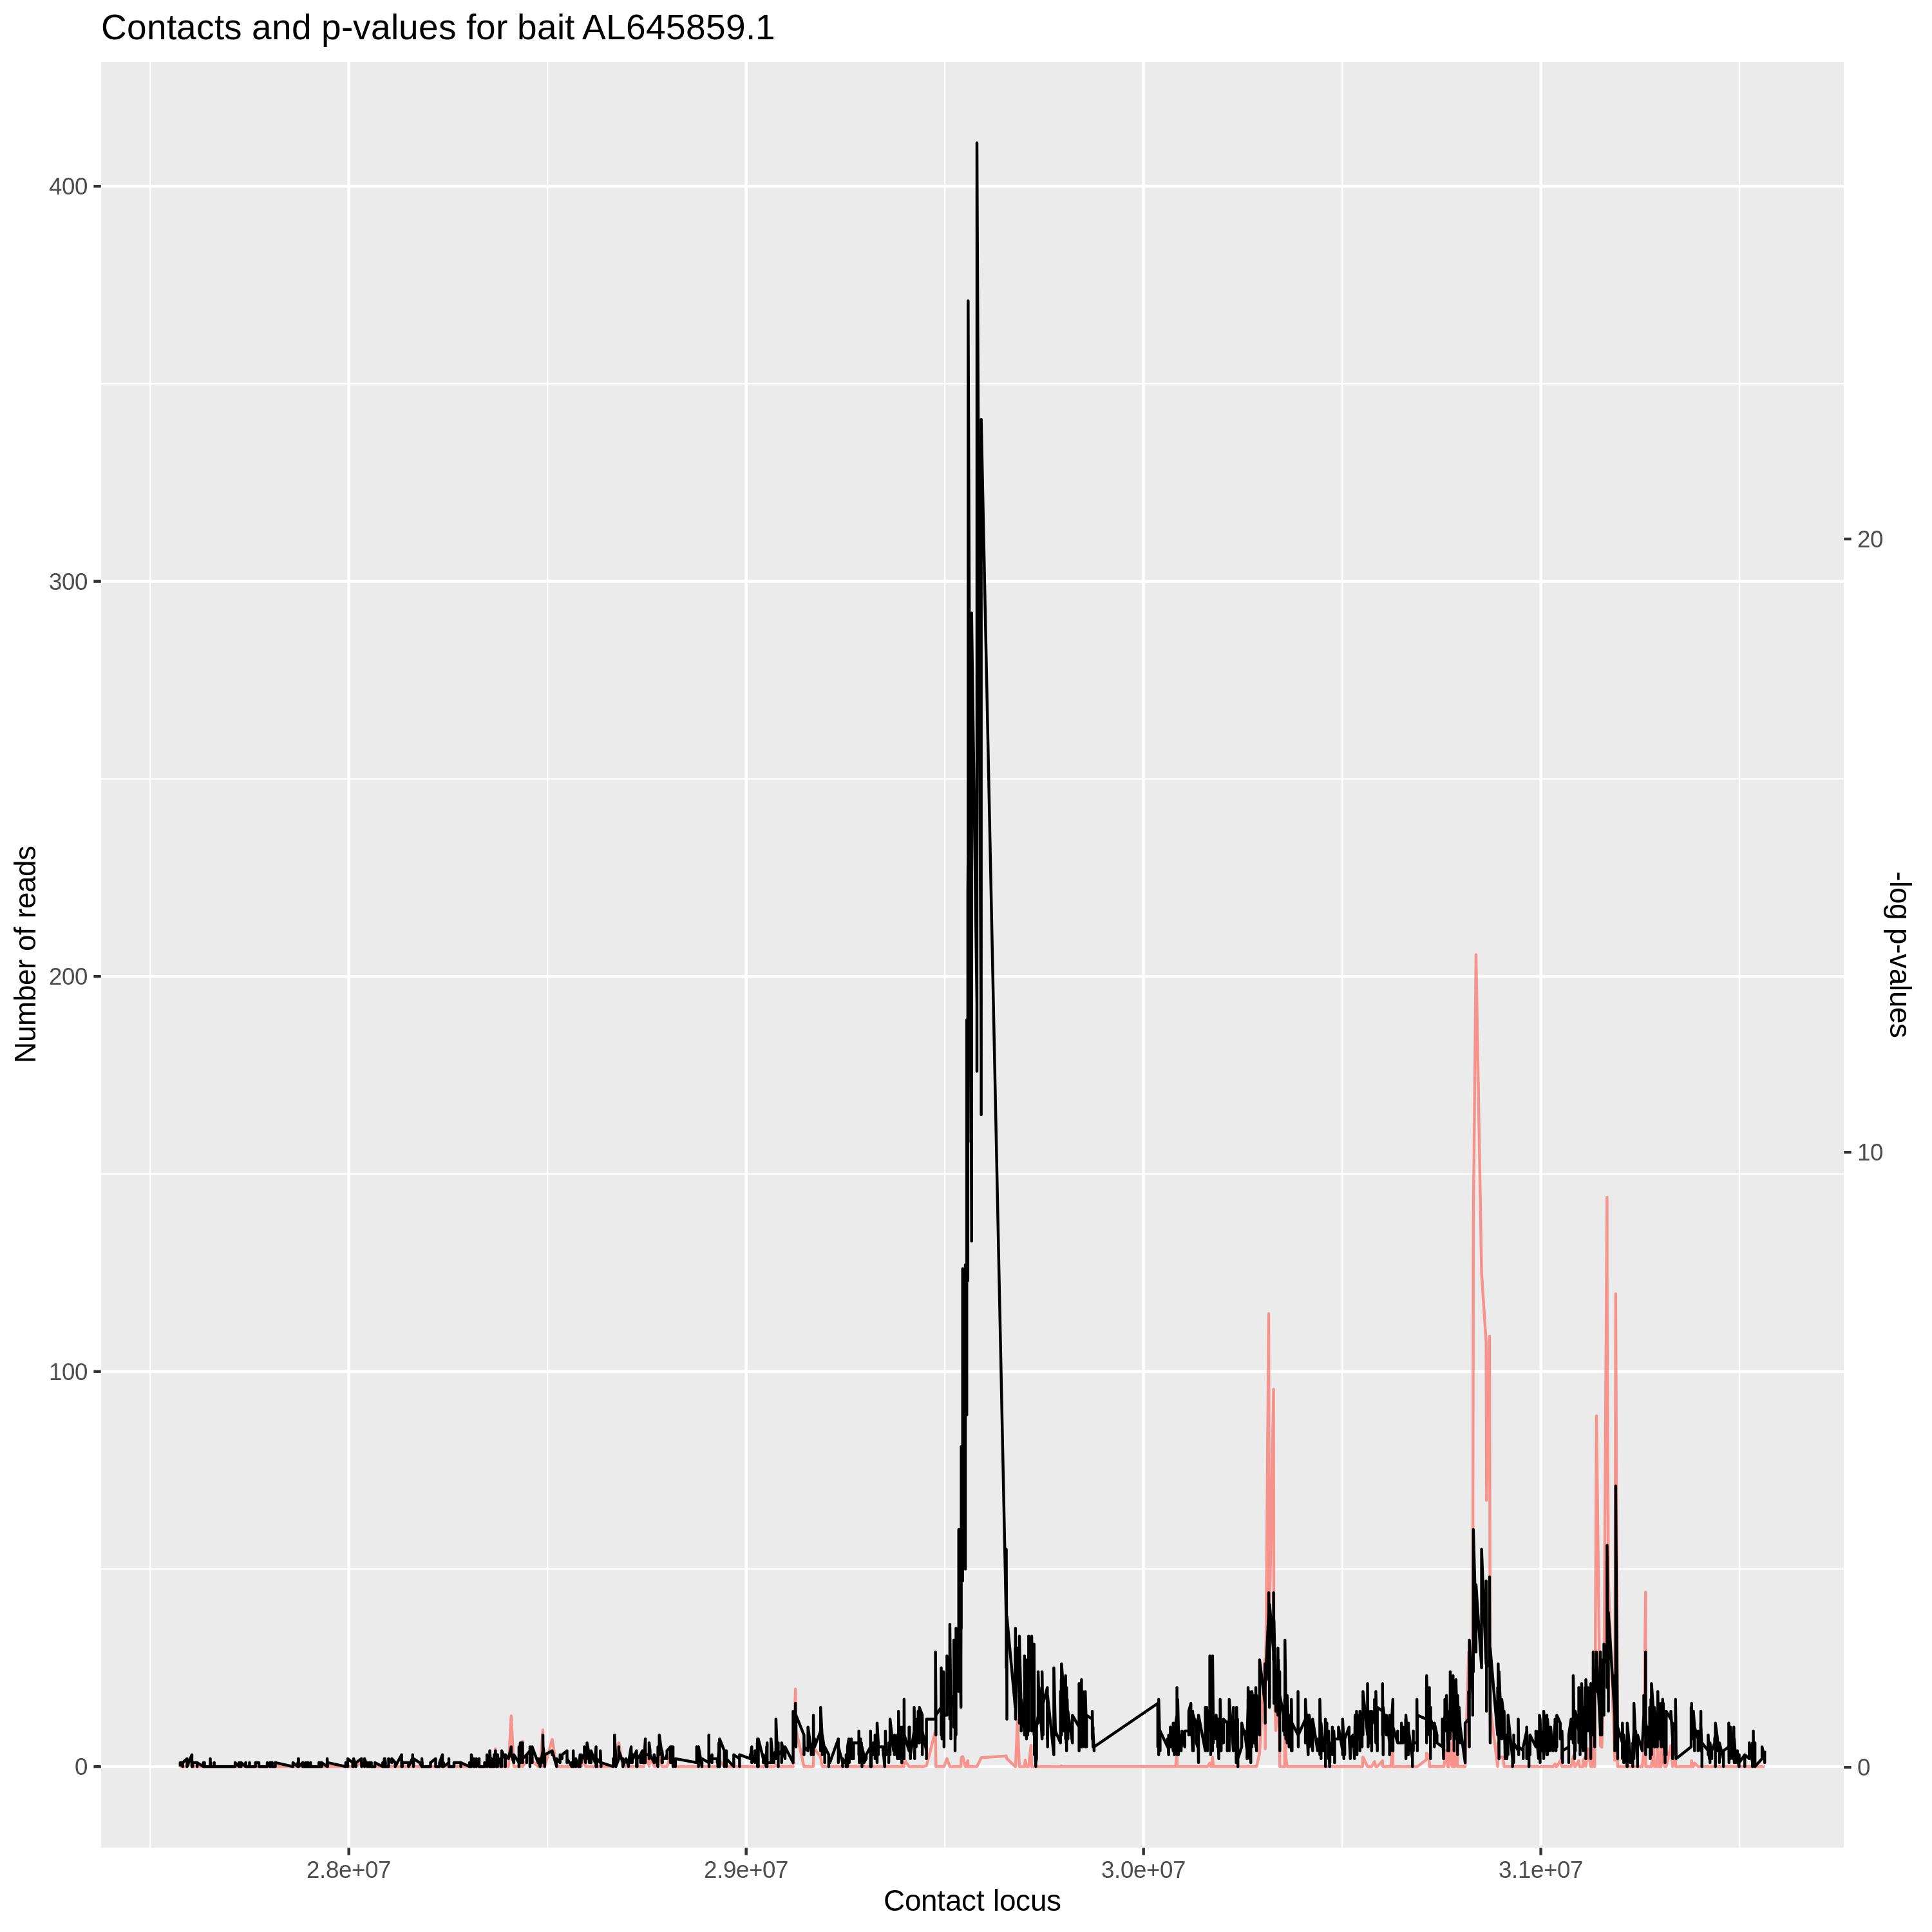 Contacts and p-values for bait AL645859.1
400
300
200
100
0
20
10
0
Number of reads
-log p-values
2.8e+07
2.9e+07
3.0e+07
3.1e+07
Contact locus